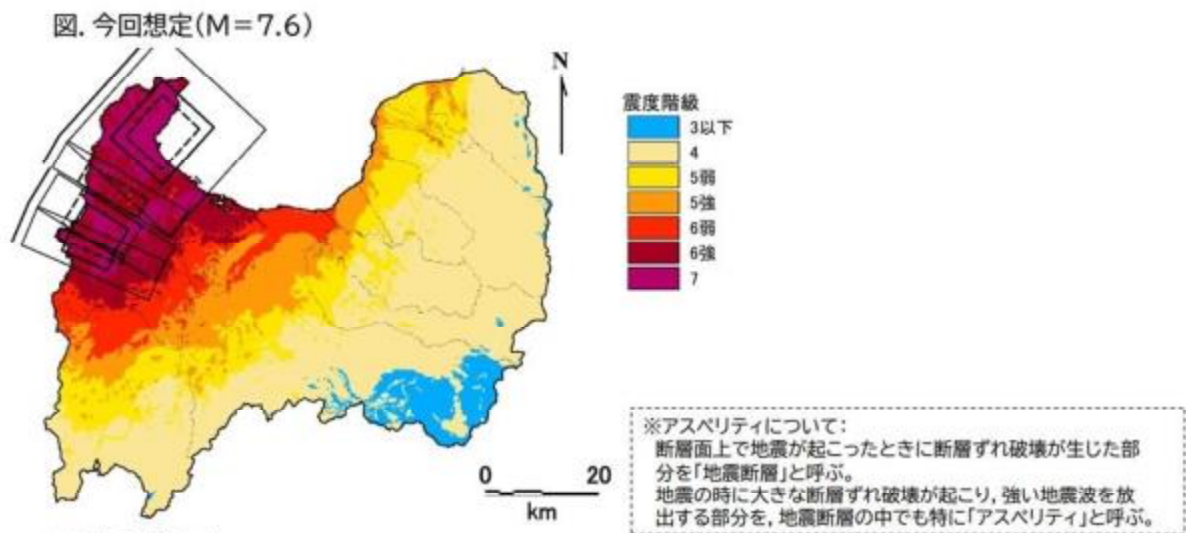 図. 今回想定(M=7.6)
N
震度階級
3以下
4
5弱
5強
6弱
6強
7
0 20
km
※アスペリティについて:
断層面上で地震が起こったときに断層ずれ破壊が生じた部
分を「地震断層」と呼ぶ。
地震の時に大きな断層ずれ破壊が起こり, 強い地震波を放
出する部分を, 地震断層の中でも特に「アスペリティ」と呼ぶ。